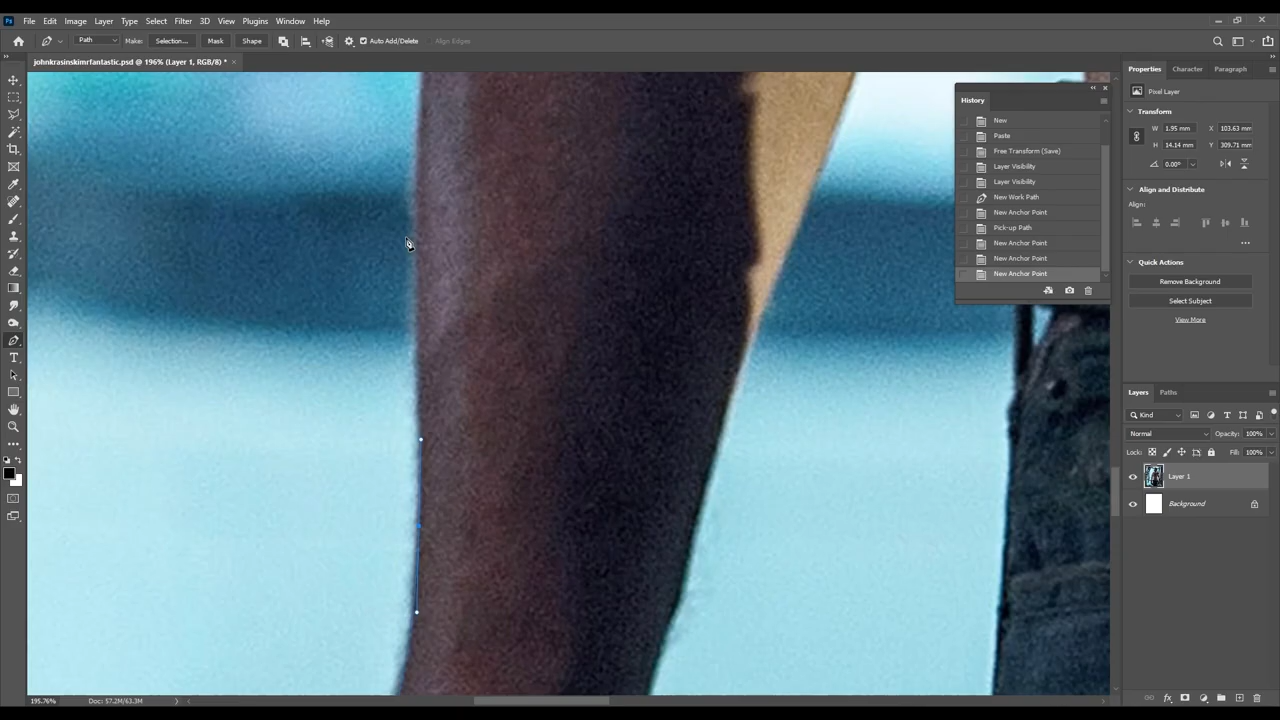 Ps File Edit Image Layer Type Select Filter 3D View Plugins Window Help
Path Make: Selection... Mask Shape Auto Add/Delete Align Edges
johnkrasinskimrfantastic.psd @ 196% (Layer 1, RGB/8) *
Properties Character Paragraph
Pixel Layer
Transform
W 1.95 mm X 103.63 mm
H 14.14 mm Y 309.71 mm
0.00°
Align and Distribute
Align:
Quick Actions
Remove Background
Select Subject
View More
History
New
Paste
Free Transform (Save)
Layer Visibility
Layer Visibility
New Work Path
New Anchor Point
Pick-up Path
New Anchor Point
New Anchor Point
New Anchor Point
Layers Paths
Kind
Normal Opacity: 100%
Lock: Fill: 100%
Layer 1
Background
195.76% Doc: 57.2M/63.3M